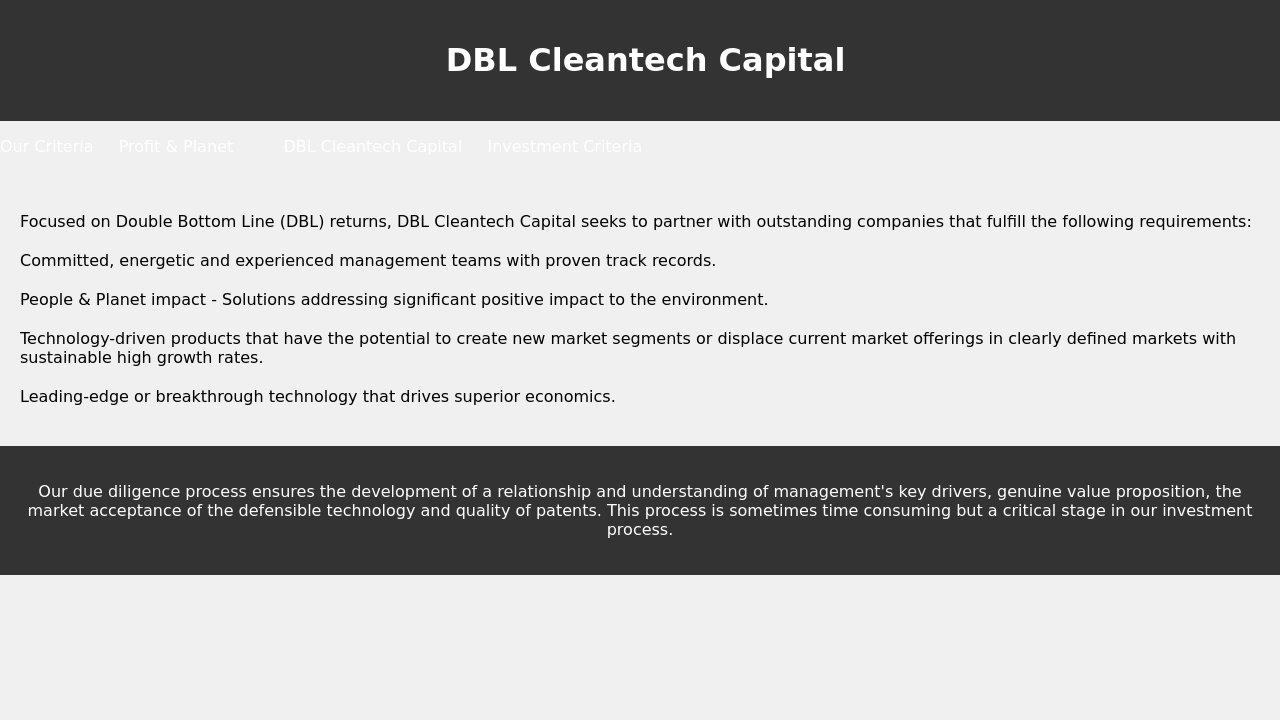 DBL Cleantech Capital
Our Criteria Profit & Planet DBL Cleantech Capital Investment Criteria
Focused on Double Bottom Line (DBL) returns, DBL Cleantech Capital seeks to partner with outstanding companies that fulfill the following requirements:
Committed, energetic and experienced management teams with proven track records.
People & Planet impact - Solutions addressing significant positive impact to the environment.
Technology-driven products that have the potential to create new market segments or displace current market offerings in clearly defined markets with
sustainable high growth rates.
Leading-edge or breakthrough technology that drives superior economics.
Our due diligence process ensures the development of a relationship and understanding of management's key drivers, genuine value proposition, the
market acceptance of the defensible technology and quality of patents. This process is sometimes time consuming but a critical stage in our investment
process.